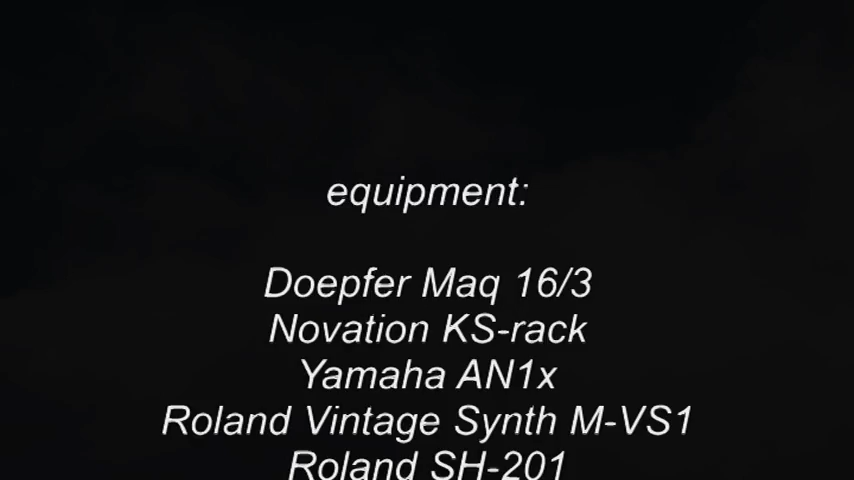 equipment:
Doepfer Maq 16/3
Novation KS-rack
Yamaha AN1x
Roland Vintage Synth M-VS1
Roland SH-201